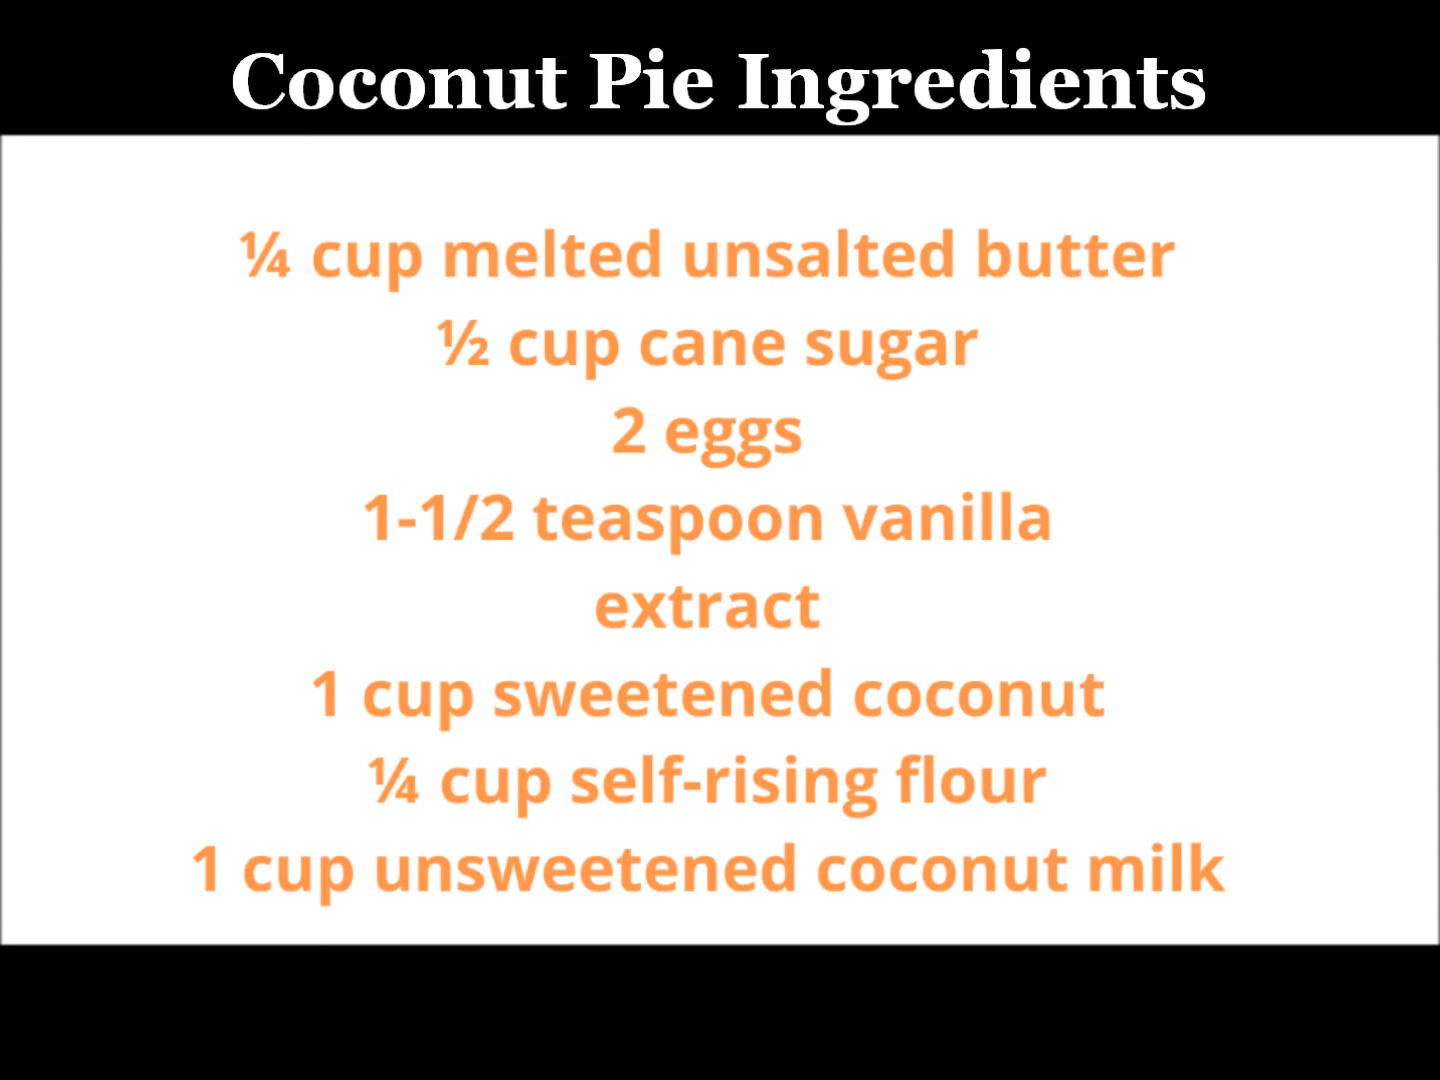 Coconut Pie Ingredients
¼ cup melted unsalted butter
½ cup cane sugar
2 eggs
1-1/2 teaspoon vanilla
extract
1 cup sweetened coconut
¼ cup self-rising flour
1 cup unsweetened coconut milk